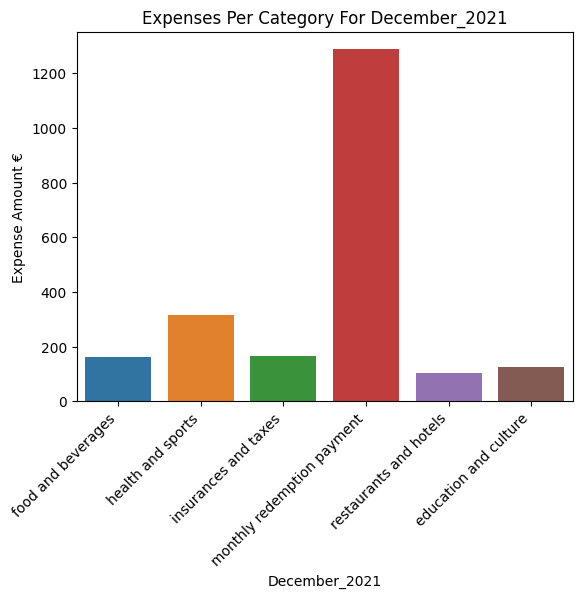 Expenses Per Category For December_2021
Expense Amount €
1200
1000
800
600
400
200
0
food and beverages
health and sports
insurances and taxes
monthly redemption payment
restaurants and hotels
education and culture
December_2021